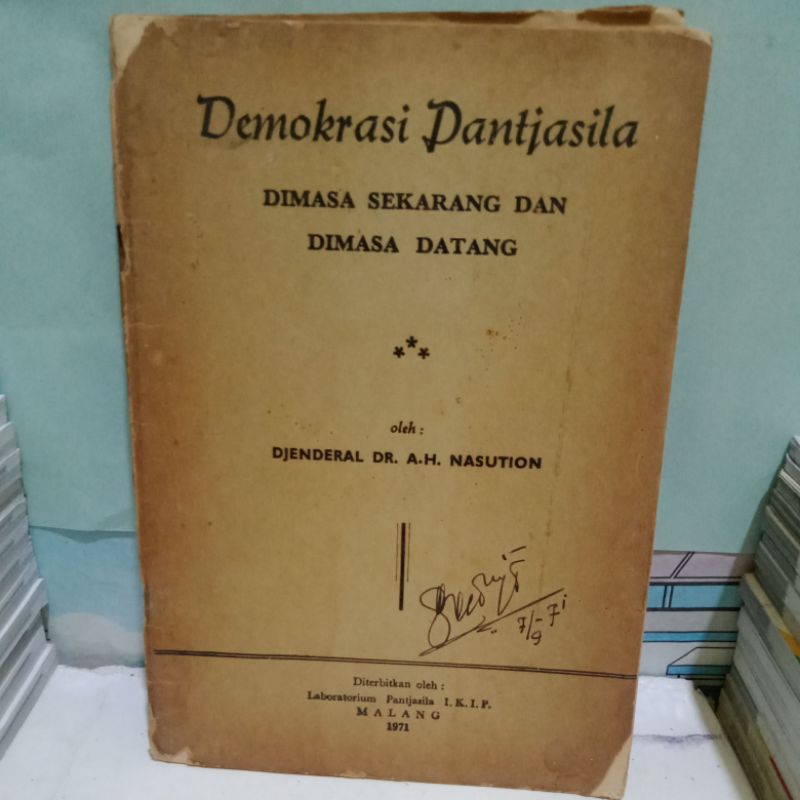 Demokrasi Pantjasila
DIMASA SEKARANG DAN
DIMASA DATANG
oleh :
DJENDERAL DR. A.H. NASUTION
7/9-71
Diterbitkan oleh :
Laboratorium Pantjasila I. K. I. P.
MALANG
1971